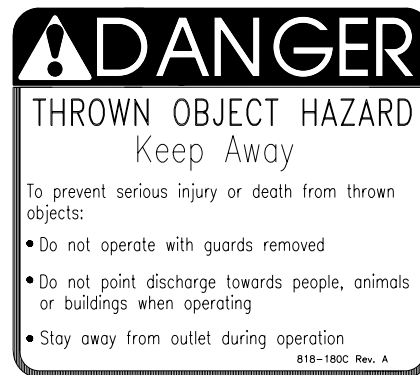 DANGER
THROWN OBJECT HAZARD
Keep Away
To prevent serious injury or death from thrown
objects:
• Do not operate with guards removed
• Do not point discharge towards people, animals
or buildings when operating
• Stay away from outlet during operation
818-180C Rev. A